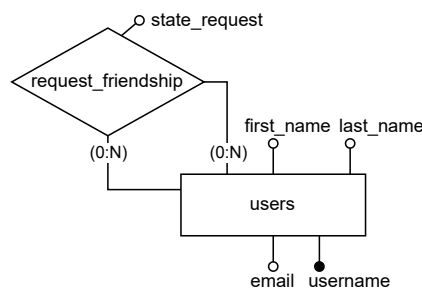 state_request
request_friendship
first_name last_name
(0:N) (0:N)
users
email username